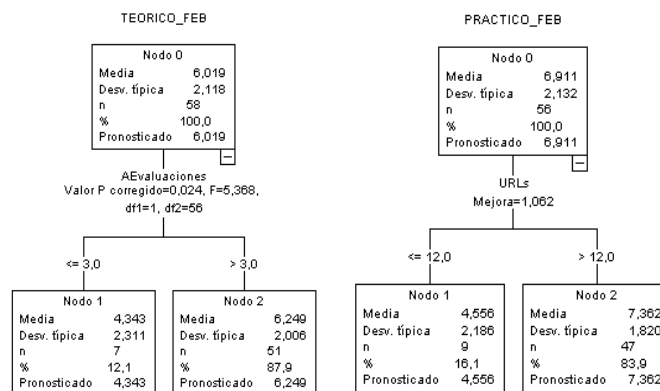 TEORICO_FEB
Nodo 0
Media 6,019
Desv. típica 2,118
n 58
% 100,0
Pronosticado 6,019
AEvaluaciones
Valor P corregido=0,024, F=5,368,
df1=1, df2=56
<= 3,0
> 3,0
Nodo 1
Media 4,343
Desv. típica 2,311
n 7
% 12,1
Pronosticado 4,343
Nodo 2
Media 6,249
Desv. típica 2,006
n 51
% 87,9
Pronosticado 6,249
PRACTICO_FEB
Nodo 0
Media 6,911
Desv. típica 2,132
n 56
% 100,0
Pronosticado 6,911
URLs
Mejora=1,062
<= 12,0
> 12,0
Nodo 1
Media 4,556
Desv. típica 2,186
n 9
% 16,1
Pronosticado 4,556
Nodo 2
Media 7,362
Desv. típica 1,820
n 47
% 83,9
Pronosticado 7,362